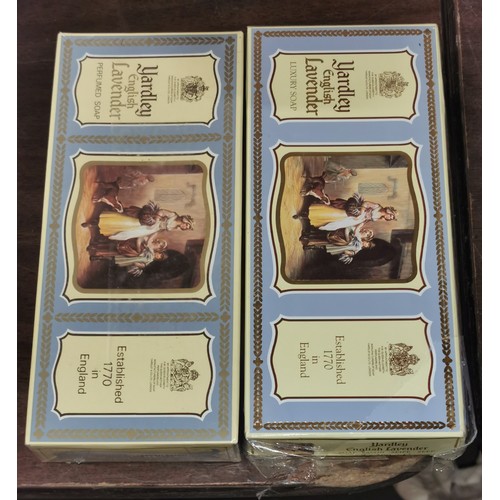 Yardley
English
Lavender
PERFUMED SOAP
Established
1770
in
England
Yardley
English
Lavender
LUXURY SOAP
Established
1770
in
England
Yardley
English Lavender